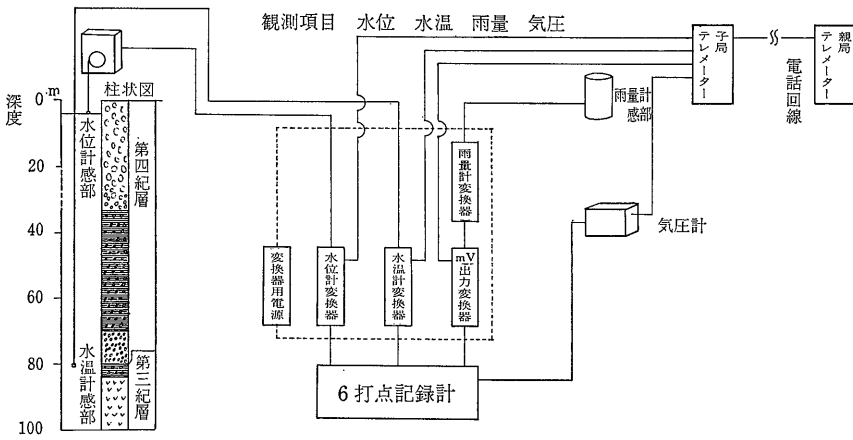 観測項目 水位 水温 雨量 気圧
子局
テレメーター
親局
テレメーター
電話回線
柱状図
深度
0 m
20
40
60
80
100
水位計感部
第四紀層
水温計感部
第三紀層
雨量計
感部
雨量計変換器
気圧計
変換器用電源
水位計変換器
水温計変換器
mV出力変換器
6打点記録計